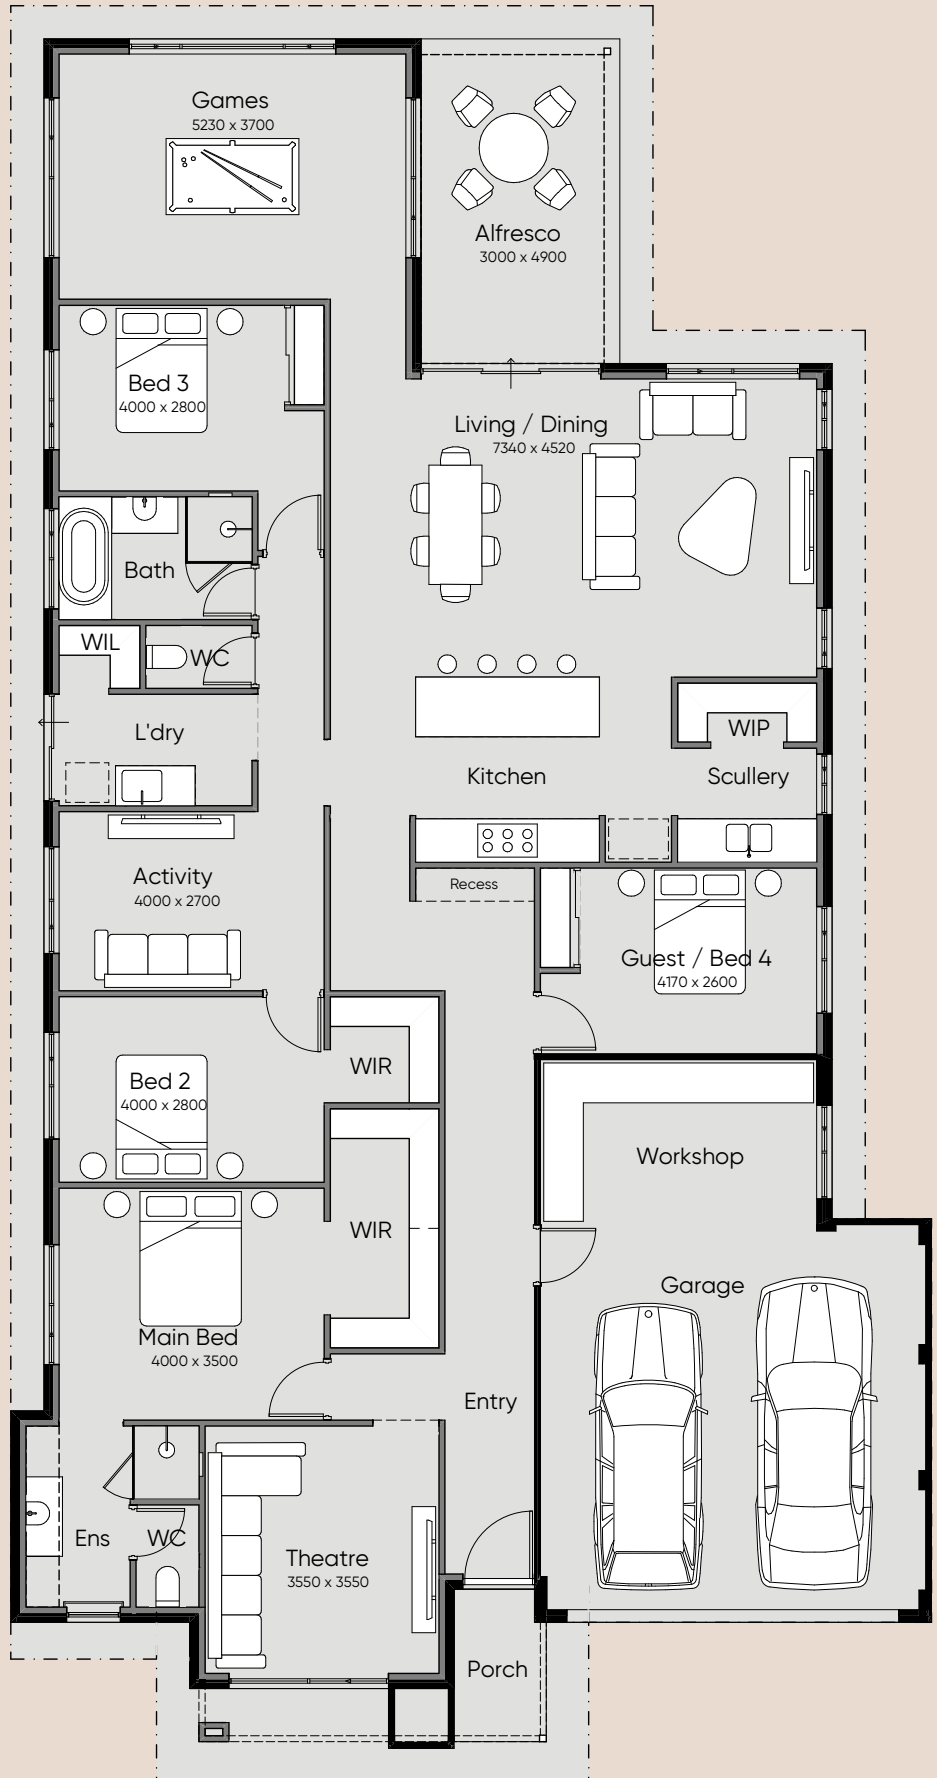 Games
5230 x 3700
Alfresco
3000 x 4900
Bed 3
4000 x 2800
Living / Dining
7340 x 4520
Bath
WIL
WC
L'dry
WIP
Kitchen
Scullery
Activity
4000 x 2700
Recess
Guest / Bed 4
4170 x 2600
Bed 2
4000 x 2800
WIR
Workshop
WIR
Garage
Main Bed
4000 x 3500
Entry
Ens
WC
Theatre
3550 x 3550
Porch